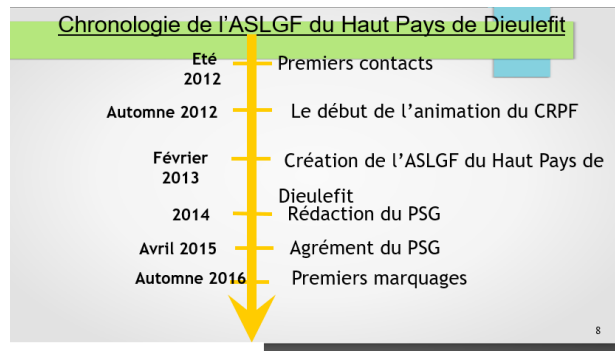 Chronologie de l'ASLGF du Haut Pays de Dieulefit
Eté
2012
Premiers contacts
Automne 2012
Le début de l'animation du CRPF
Février
2013
Création de l'ASLGF du Haut Pays de
Dieulefit
2014
Rédaction du PSG
Avril 2015
Agrément du PSG
Automne 2016
Premiers marquages
8